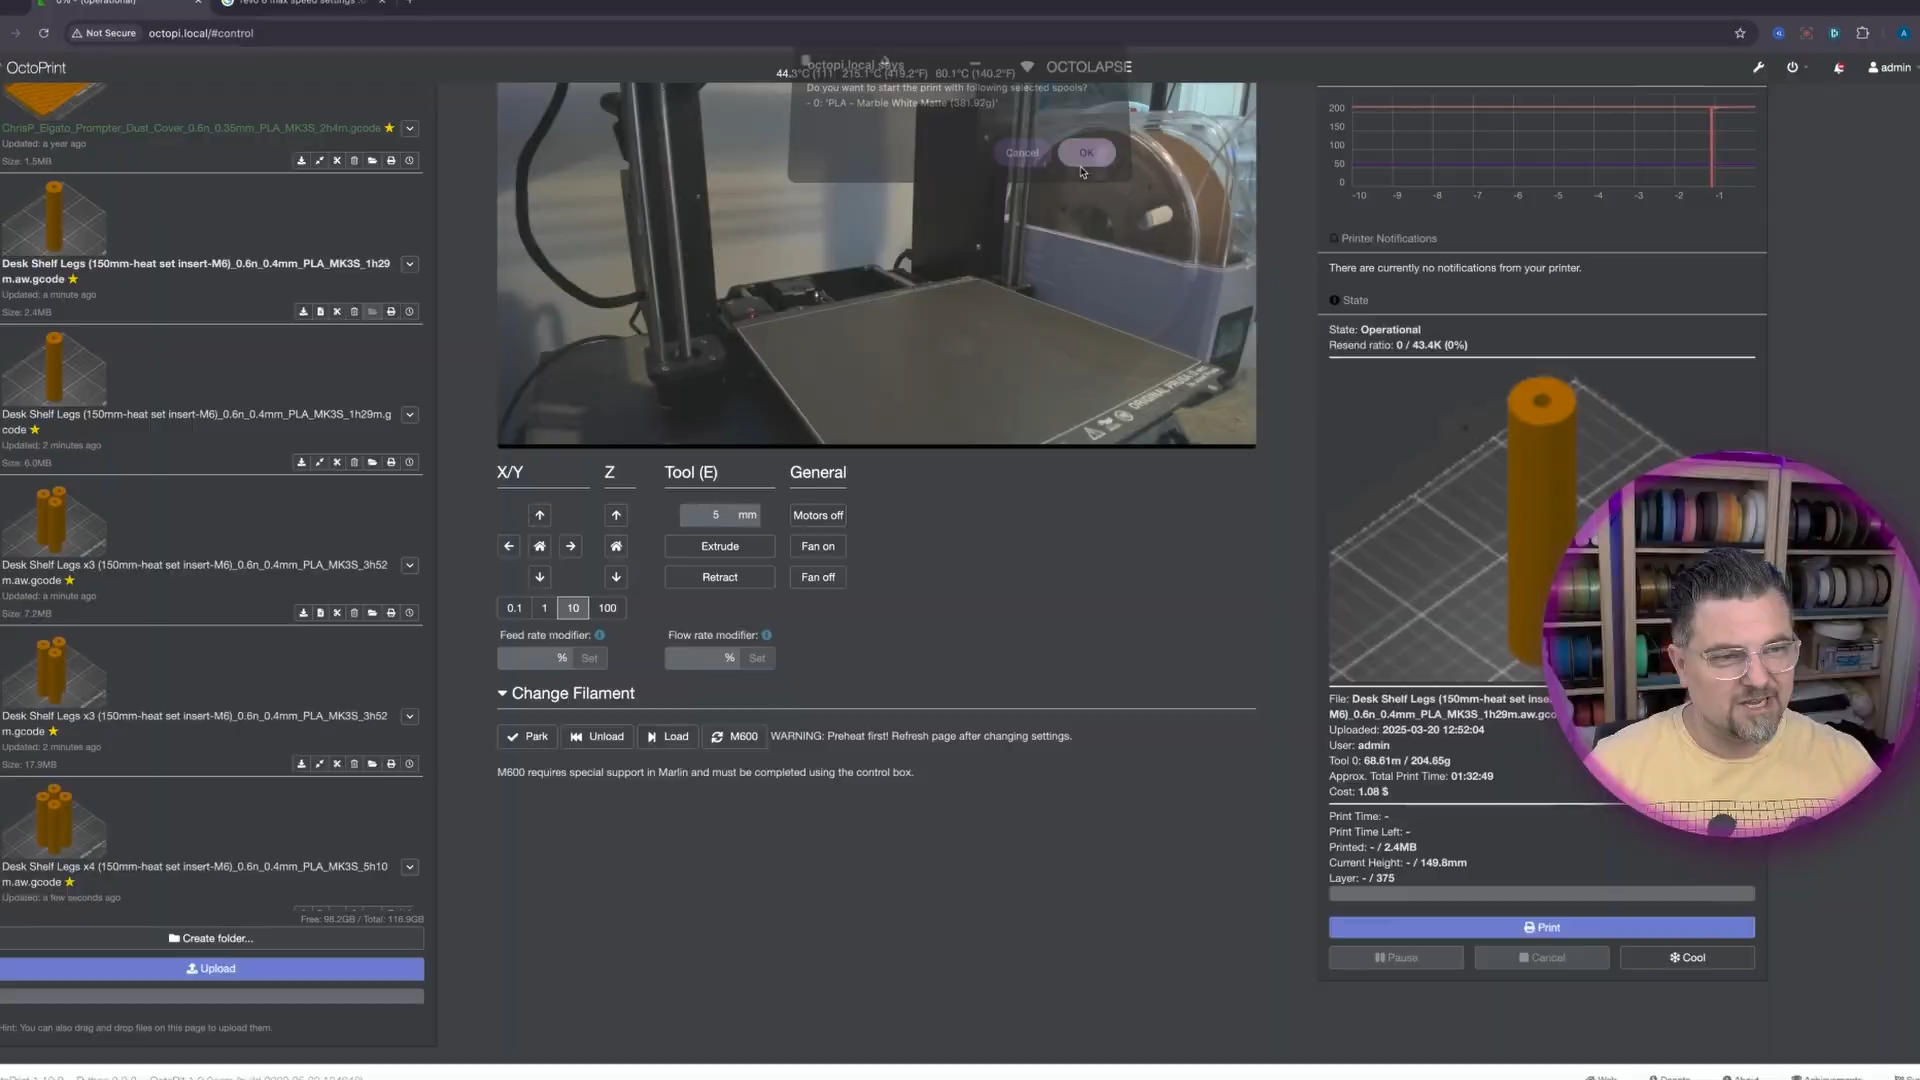 Not Secure octopi.local/#control
OctoPrint
octopi.local says
215.1°C (419.2°F) 60.1°C (140.2°F)
OCTOLAPSE
admin
Do you want to start the print with following selected spools?
- 0: 'PLA - Marble White Matte (381.92g)'
Cancel OK
ChrisP_Elgato_Prompter_Dust_Cover_0.6n_0.35mm_PLA_MK3S_2h4m.gcode
Updated: a year ago
Size: 1.5MB
Desk Shelf Legs (150mm-heat set insert-M6)_0.6n_0.4mm_PLA_MK3S_1h29
m.aw.gcode
Updated: a minute ago
Size: 2.4MB
Desk Shelf Legs (150mm-heat set insert-M6)_0.6n_0.4mm_PLA_MK3S_1h29m.g
code
Updated: 2 minutes ago
Size: 6.0MB
Desk Shelf Legs x3 (150mm-heat set insert-M6)_0.6n_0.4mm_PLA_MK3S_3h52
m.aw.gcode
Updated: a minute ago
Size: 7.2MB
Desk Shelf Legs x3 (150mm-heat set insert-M6)_0.6n_0.4mm_PLA_MK3S_3h52
m.gcode
Updated: 2 minutes ago
Size: 17.9MB
Desk Shelf Legs x4 (150mm-heat set insert-M6)_0.6n_0.4mm_PLA_MK3S_5h10
m.aw.gcode
Updated: a few seconds ago
Free: 98.2GB / Total: 116.9GB
Create folder...
Upload
Hint: You can also drag and drop files on this page to upload them.
ORIGINAL PRUSA
X/Y Z Tool (E) General
5 mm Motors off
Extrude Fan on
Retract Fan off
0.1 1 10 100
Feed rate modifier: Flow rate modifier:
% Set % Set
Change Filament
Park Unload Load M600 WARNING: Preheat first! Refresh page after changing settings.
M600 requires special support in Marlin and must be completed using the control box.
200
150
100
50
0
-10 -9 -8 -7 -6 -5 -4 -3 -2 -1
Printer Notifications
There are currently no notifications from your printer.
State
State: Operational
Resend ratio: 0 / 43.4K (0%)
File: Desk Shelf Legs (150mm-heat set inse
M6)_0.6n_0.4mm_PLA_MK3S_1h29m.aw.gco
Uploaded: 2025-03-20 12:52:04
User: admin
Tool 0: 68.61m / 204.65g
Approx. Total Print Time: 01:32:49
Cost: 1.08 $
Print Time: -
Print Time Left: -
Printed: - / 2.4MB
Current Height: - / 149.8mm
Layer: - / 375
Print
Pause Cancel Cool